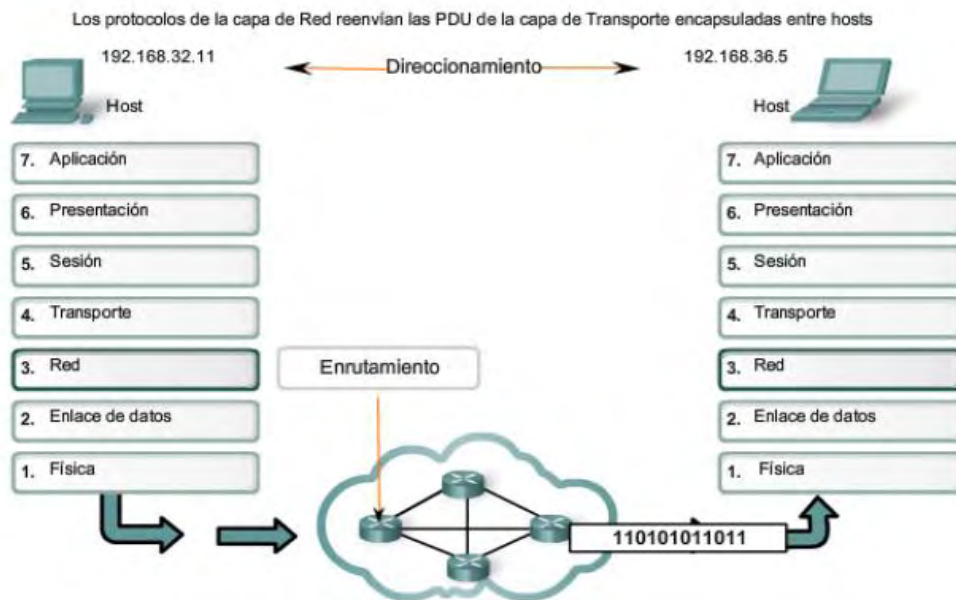 Los protocolos de la capa de Red reenvían las PDU de la capa de Transporte encapsuladas entre hosts
192.168.32.11
Direccionamiento
192.168.36.5
Host
Host
7. Aplicación
6. Presentación
5. Sesión
4. Transporte
3. Red
2. Enlace de datos
1. Física
Enrutamiento
7. Aplicación
6. Presentación
5. Sesión
4. Transporte
3. Red
2. Enlace de datos
1. Física
110101011011